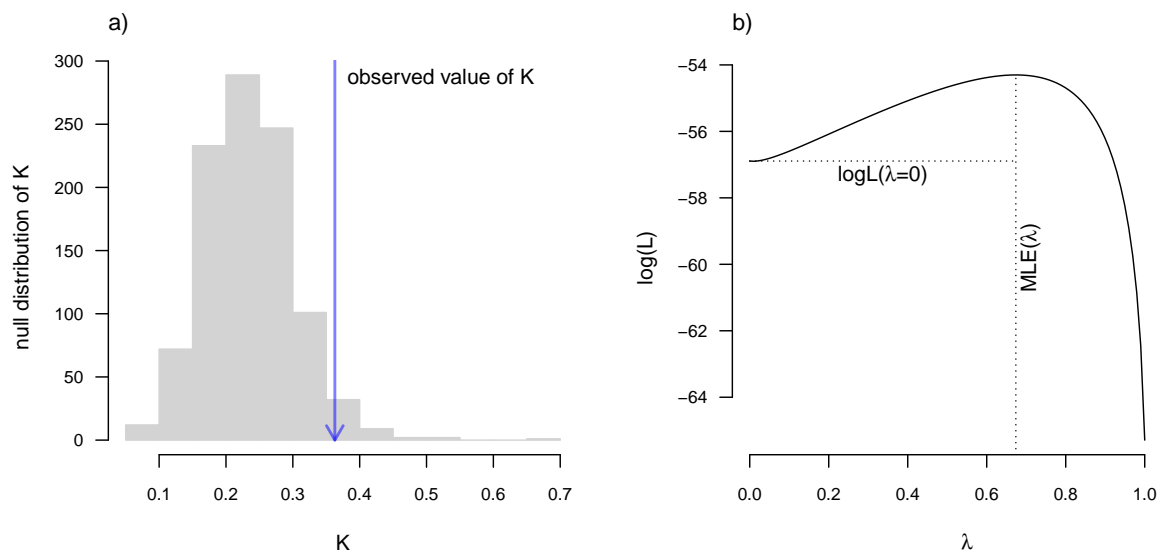 a)
300
250
200
150
100
50
0
null distribution of K
observed value of K
0.1 0.2 0.3 0.4 0.5 0.6 0.7
K
b)
−54
−56
−58
−60
−62
−64
log(L)
logL(λ=0)
MLE(λ)
0.0 0.2 0.4 0.6 0.8 1.0
λ